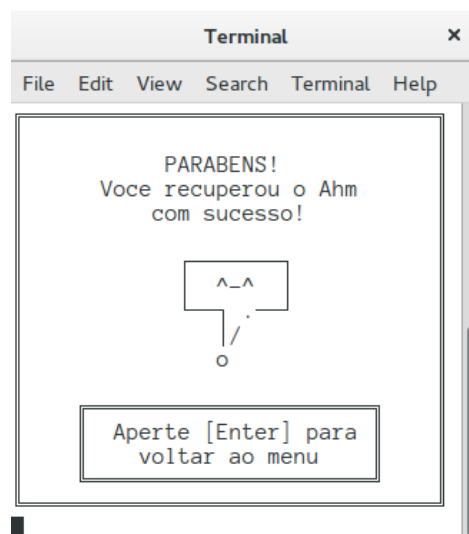 Terminal ×
File Edit View Search Terminal Help
PARABENS!
Voce recuperou o Ahm
com sucesso!
^_^
.
/
o
Aperte [Enter] para
voltar ao menu